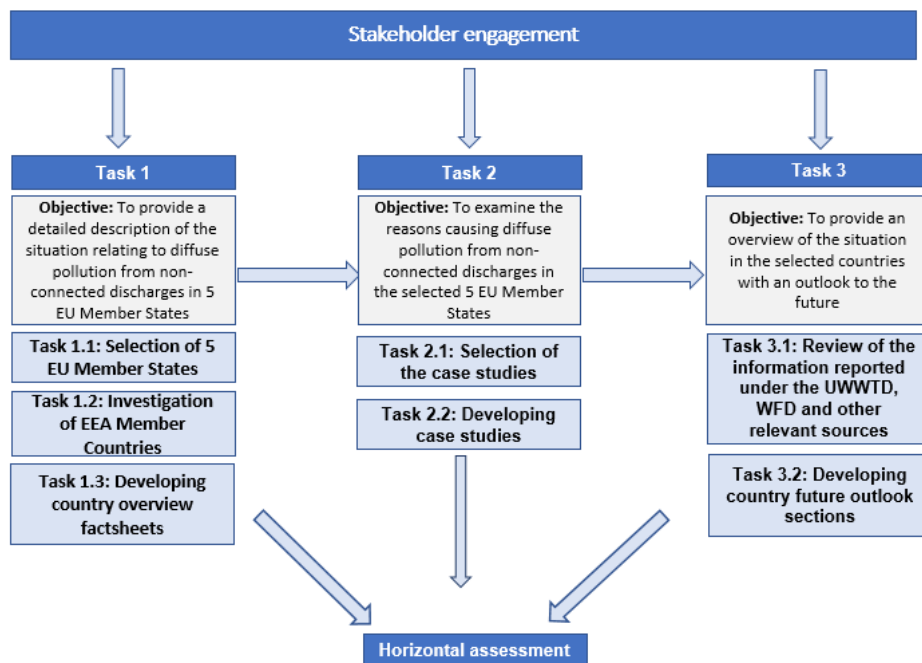 Stakeholder engagement
Task 1
Objective: To provide a
detailed description of the
situation relating to diffuse
pollution from non-
connected discharges in 5
EU Member States
Task 1.1: Selection of 5
EU Member States
Task 1.2: Investigation
of EEA Member
Countries
Task 1.3: Developing
country overview
factsheets
Task 2
Objective: To examine the
reasons causing diffuse
pollution from non-
connected discharges in
the selected 5 EU Member
States
Task 2.1: Selection of
the case studies
Task 2.2: Developing
case studies
Task 3
Objective: To provide an
overview of the situation
in the selected countries
with an outlook to the
future
Task 3.1: Review of the
information reported
under the UWWTD,
WFD and other
relevant sources
Task 3.2: Developing
country future outlook
sections
Horizontal assessment